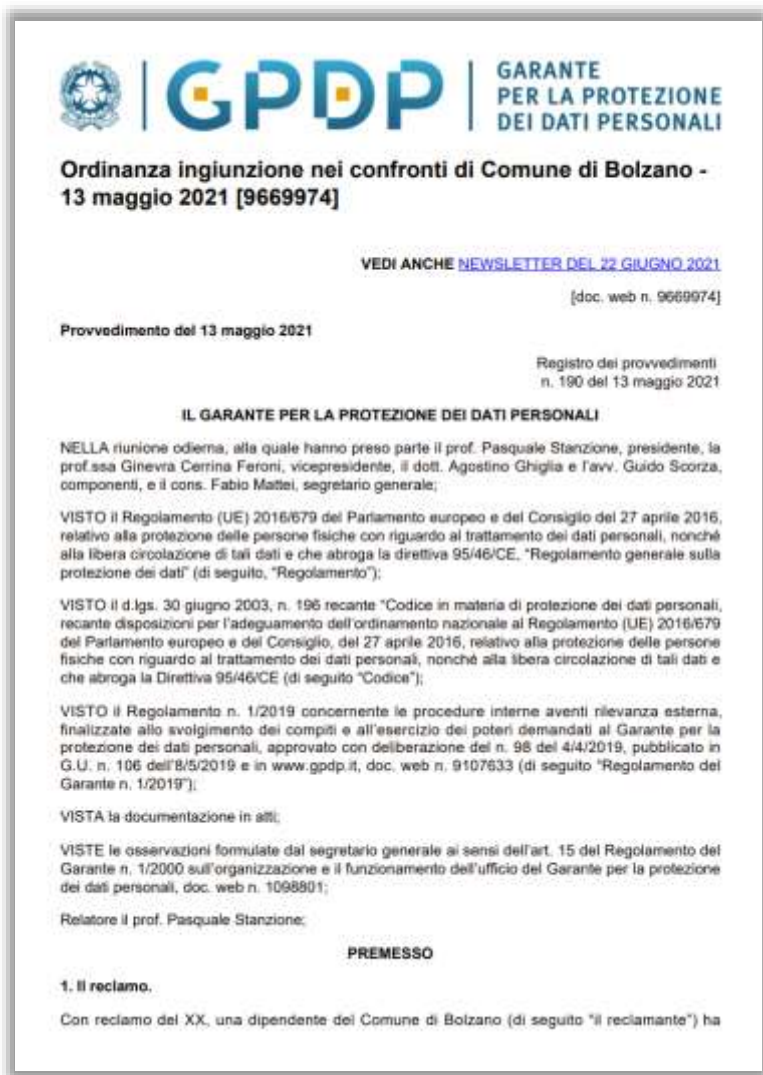 GPDP
GARANTE
PER LA PROTEZIONE
DEI DATI PERSONALI
Ordinanza ingiunzione nei confronti di Comune di Bolzano -
13 maggio 2021 [9669974]
VEDI ANCHE NEWSLETTER DEL 22 GIUGNO 2021
[doc. web n. 9669974]
Provvedimento del 13 maggio 2021
Registro dei provvedimenti
n. 190 del 13 maggio 2021
IL GARANTE PER LA PROTEZIONE DEI DATI PERSONALI
NELLA riunione odierna, alla quale hanno preso parte il prof. Pasquale Stanzione, presidente, la
prof.ssa Ginevra Cerrina Feroni, vicepresidente, il dott. Agostino Ghiglia e l'avv. Guido Scorza,
componenti, e il cons. Fabio Mattei, segretario generale;
VISTO il Regolamento (UE) 2016/679 del Parlamento europeo e del Consiglio del 27 aprile 2016,
relativo alla protezione delle persone fisiche con riguardo al trattamento dei dati personali, nonché
alla libera circolazione di tali dati e che abroga la direttiva 95/46/CE, "Regolamento generale sulla
protezione dei dati" (di seguito, "Regolamento");
VISTO il d.lgs. 30 giugno 2003, n. 196 recante "Codice in materia di protezione dei dati personali,
recante disposizioni per l'adeguamento dell'ordinamento nazionale al Regolamento (UE) 2016/679
del Parlamento europeo e del Consiglio, del 27 aprile 2016, relativo alla protezione delle persone
fisiche con riguardo al trattamento dei dati personali, nonché alla libera circolazione di tali dati e
che abroga la Direttiva 95/46/CE (di seguito "Codice");
VISTO il Regolamento n. 1/2019 concernente le procedure interne aventi rilevanza esterna,
finalizzate allo svolgimento dei compiti e all'esercizio dei poteri demandati al Garante per la
protezione dei dati personali, approvato con deliberazione del n. 98 del 4/4/2019, pubblicato in
G.U. n. 106 dell'8/5/2019 e in www.gpdp.it, doc. web n. 9107633 (di seguito "Regolamento del
Garante n. 1/2019");
VISTA la documentazione in atti;
VISTE le osservazioni formulate dal segretario generale ai sensi dell'art. 15 del Regolamento del
Garante n. 1/2000 sull'organizzazione e il funzionamento dell'ufficio del Garante per la protezione
dei dati personali, doc. web n. 1098801;
Relatore il prof. Pasquale Stanzione;
PREMESSO
1. Il reclamo.
Con reclamo del XX, una dipendente del Comune di Bolzano (di seguito "il reclamante") ha